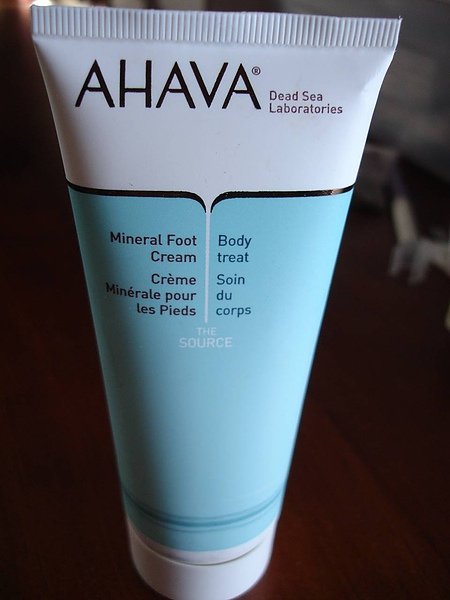 AHAVA®
Dead Sea
Laboratories
Mineral Foot
Cream
Crème
Minérale pour
les Pieds
Body
treat
Soin
du
corps
THE
SOURCE